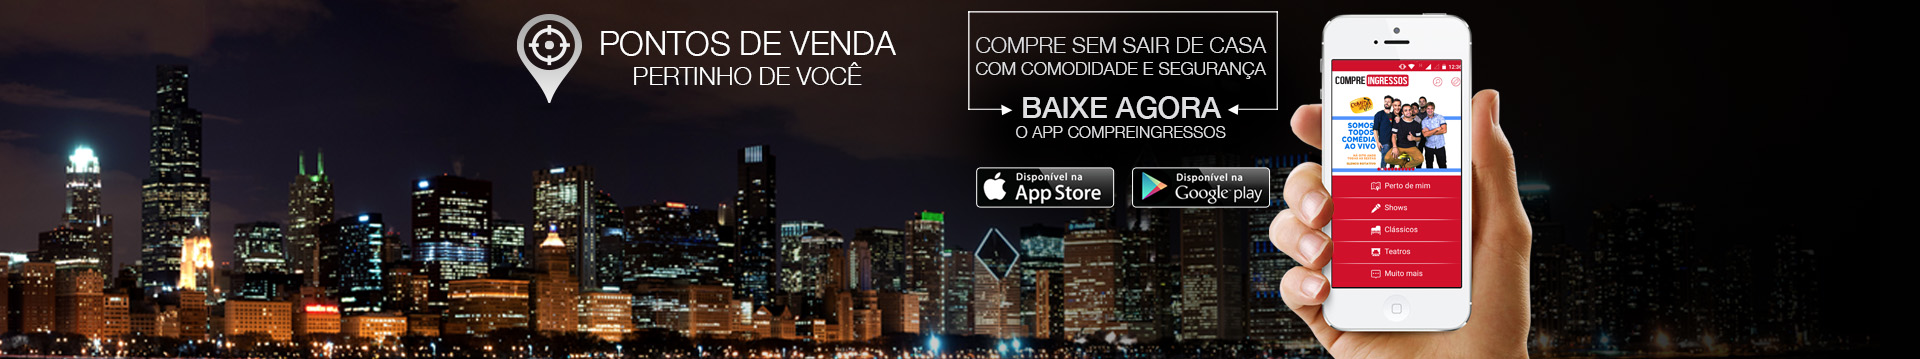 PONTOS DE VENDA
PERTINHO DE VOCÊ
COMPRE SEM SAIR DE CASA
COM COMODIDADE E SEGURANÇA
BAIXE AGORA
O APP COMPREINGRESSOS
Disponível na
App Store
Disponível na
Google play
12:36
COMPRE INGRESSOS
SOMOS
TODOS
COMÉDIA
AO VIVO
Perto de mim
Shows
Clássicos
Teatros
Muito mais